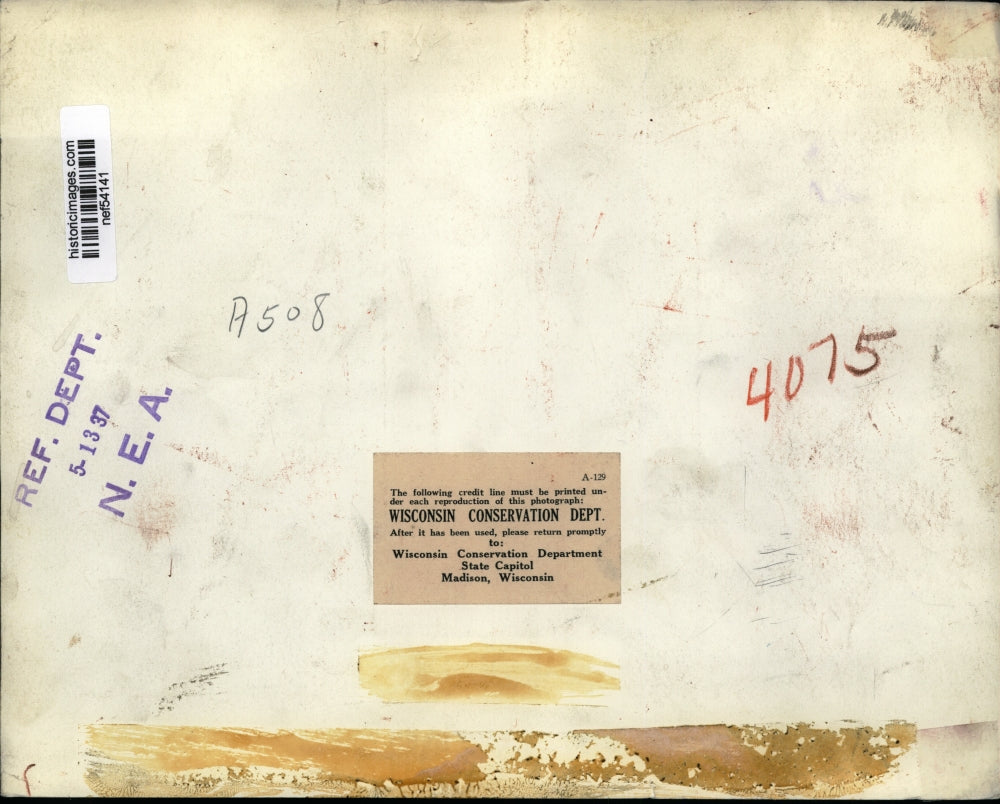 historicimages.com
nef54141
A508
REF. DEPT.
5-13 37
N. E. A.
4075
A-129
The following credit line must be printed un-
der each reproduction of this photograph:
WISCONSIN CONSERVATION DEPT.
After it has been used, please return promptly
to:
Wisconsin Conservation Department
State Capitol
Madison, Wisconsin